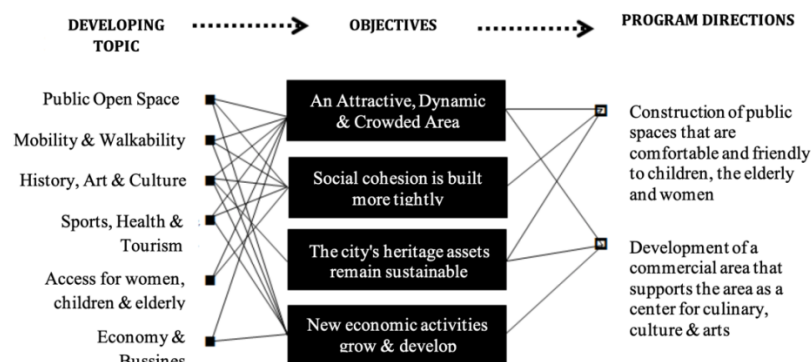 DEVELOPING
TOPIC
OBJECTIVES
PROGRAM DIRECTIONS
Public Open Space
Mobility & Walkability
History, Art & Culture
Sports, Health &
Tourism
Access for women,
children & elderly
Economy &
Bussines
An Attractive, Dynamic
& Crowded Area
Social cohesion is built
more tightly
The city's heritage assets
remain sustainable
New economic activities
grow & develop
Construction of public
spaces that are
comfortable and friendly
to children, the elderly
and women
Development of a
commercial area that
supports the area as a
center for culinary,
culture & arts